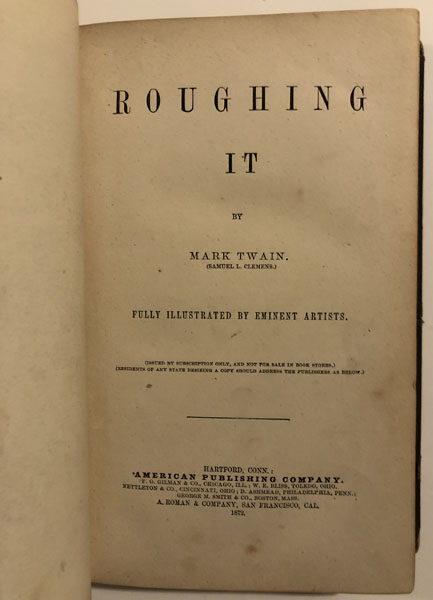 ROUGHING
IT
BY
MARK TWAIN.
(SAMUEL L. CLEMENS.)
FULLY ILLUSTRATED BY EMINENT ARTISTS.
(ISSUED BY SUBSCRIPTION ONLY, AND NOT FOR SALE IN BOOK STORES.)
(RESIDENTS OF ANY STATE DESIRING A COPY SHOULD ADDRESS THE PUBLISHERS AS BELOW.)
HARTFORD, CONN.:
AMERICAN PUBLISHING COMPANY.
F. G. GILMAN & CO., CHICAGO, ILL.; W. E. BLISS, TOLEDO, OHIO.
NETTLETON & CO., CINCINNATI, OHIO; D. ASHMEAD, PHILADELPHIA, PENN.;
GEORGE M. SMITH & CO., BOSTON, MASS.
A. ROMAN & COMPANY, SAN FRANCISCO, CAL.
1872.